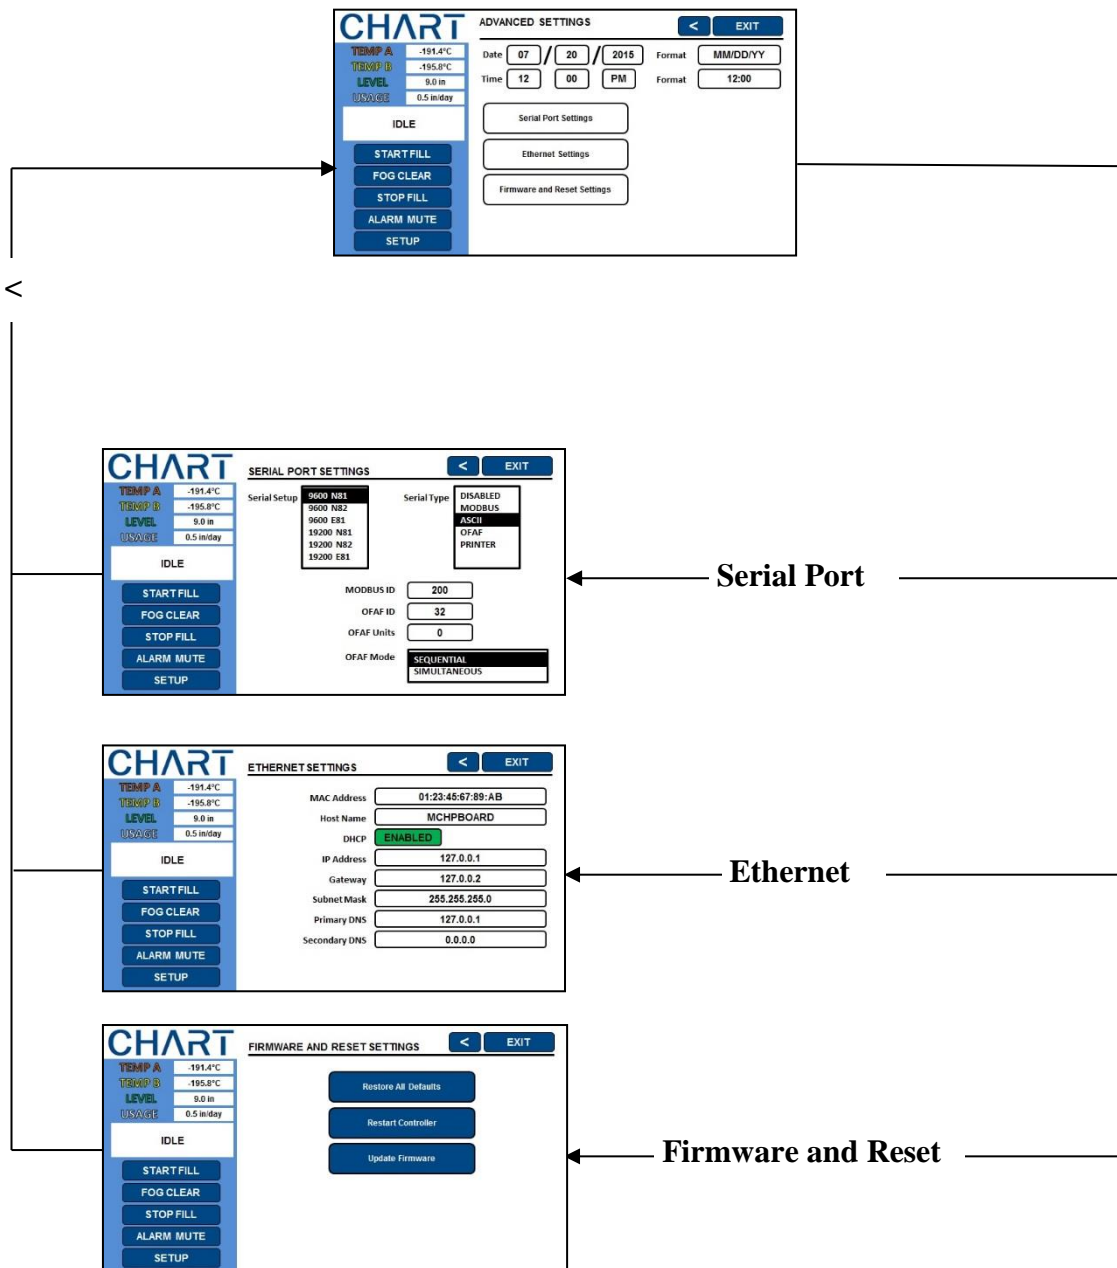 CHART
ADVANCED SETTINGS
< EXIT
TEMP A -191.4°C
TEMP B -195.8°C
LEVEL 9.0 in
USAGE 0.5 in/day
IDLE
START FILL
FOG CLEAR
STOP FILL
ALARM MUTE
SETUP
Date 07 / 20 / 2015 Format MM/DD/YY
Time 12 00 PM Format 12:00
Serial Port Settings
Ethernet Settings
Firmware and Reset Settings
<
CHART
SERIAL PORT SETTINGS
< EXIT
TEMP A -191.4°C
TEMP B -195.8°C
LEVEL 9.0 in
USAGE 0.5 in/day
IDLE
START FILL
FOG CLEAR
STOP FILL
ALARM MUTE
SETUP
Serial Setup
9600 N81
9600 N82
9600 E81
19200 N81
19200 N82
19200 E81
Serial Type
DISABLED
MODBUS
ASCII
OFAF
PRINTER
MODBUS ID 200
OFAF ID 32
OFAF Units 0
OFAF Mode SEQUENTIAL
SIMULTANEOUS
Serial Port
CHART
ETHERNET SETTINGS
< EXIT
TEMP A -191.4°C
TEMP B -195.8°C
LEVEL 9.0 in
USAGE 0.5 in/day
IDLE
START FILL
FOG CLEAR
STOP FILL
ALARM MUTE
SETUP
MAC Address 01:23:45:67:89:AB
Host Name MCHPBOARD
DHCP ENABLED
IP Address 127.0.0.1
Gateway 127.0.0.2
Subnet Mask 255.255.255.0
Primary DNS 127.0.0.1
Secondary DNS 0.0.0.0
Ethernet
CHART
FIRMWARE AND RESET SETTINGS
< EXIT
TEMP A -191.4°C
TEMP B -195.8°C
LEVEL 9.0 in
USAGE 0.5 in/day
IDLE
START FILL
FOG CLEAR
STOP FILL
ALARM MUTE
SETUP
Restore All Defaults
Restart Controller
Update Firmware
Firmware and Reset